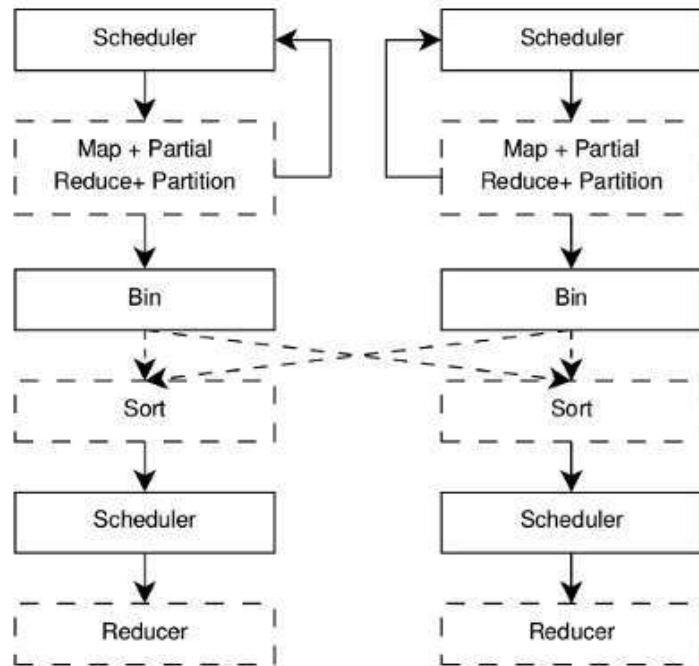 Scheduler
Scheduler
Map + Partial
Reduce+ Partition
Map + Partial
Reduce+ Partition
Bin
Bin
Sort
Sort
Scheduler
Scheduler
Reducer
Reducer